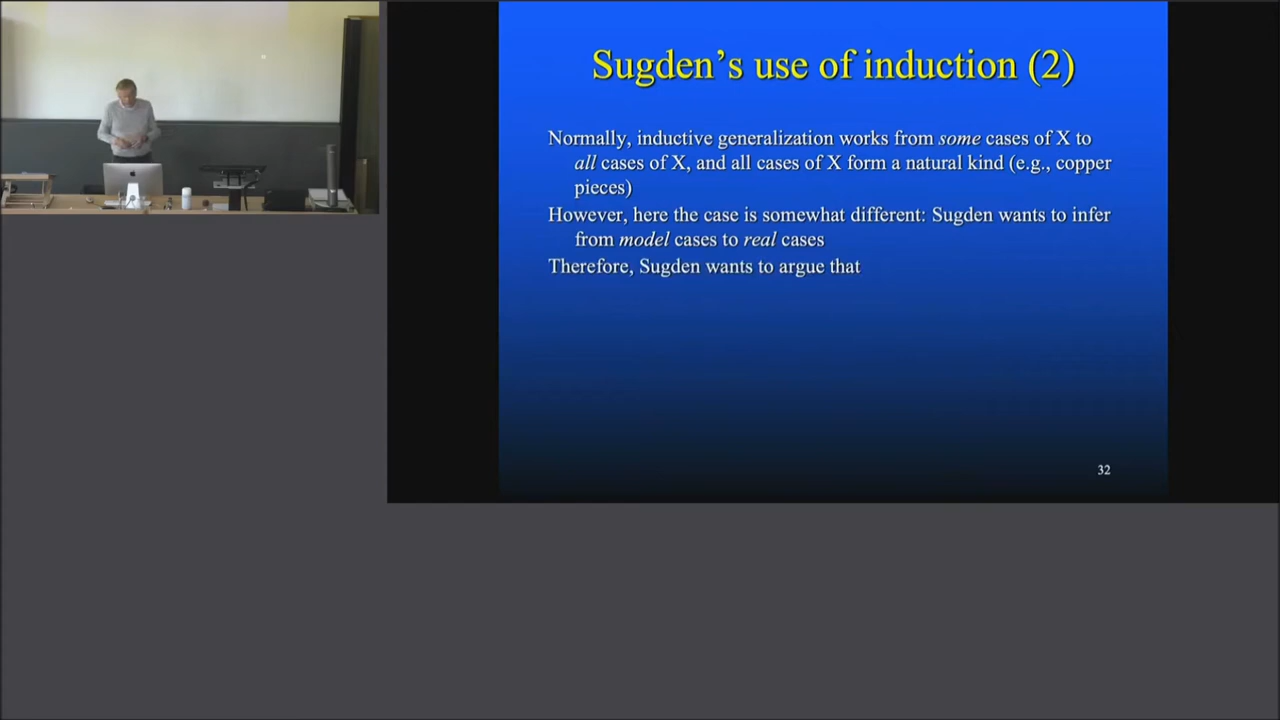 Sugden’s use of induction (2)
Normally, inductive generalization works from some cases of X to
all cases of X, and all cases of X form a natural kind (e.g., copper
pieces)
However, here the case is somewhat different: Sugden wants to infer
from model cases to real cases
Therefore, Sugden wants to argue that
32